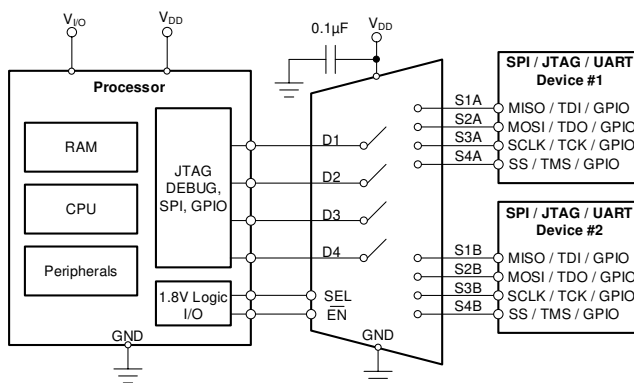 VI/O
VDD
Processor
RAM
CPU
Peripherals
JTAG
DEBUG,
SPI, GPIO
1.8V Logic
I/O
GND
0.1µF
VDD
D1
D2
D3
D4
SEL
EN
GND
S1A
S2A
S3A
S4A
S1B
S2B
S3B
S4B
SPI / JTAG / UART
Device #1
MISO / TDI / GPIO
MOSI / TDO / GPIO
SCLK / TCK / GPIO
SS / TMS / GPIO
SPI / JTAG / UART
Device #2
MISO / TDI / GPIO
MOSI / TDO / GPIO
SCLK / TCK / GPIO
SS / TMS / GPIO